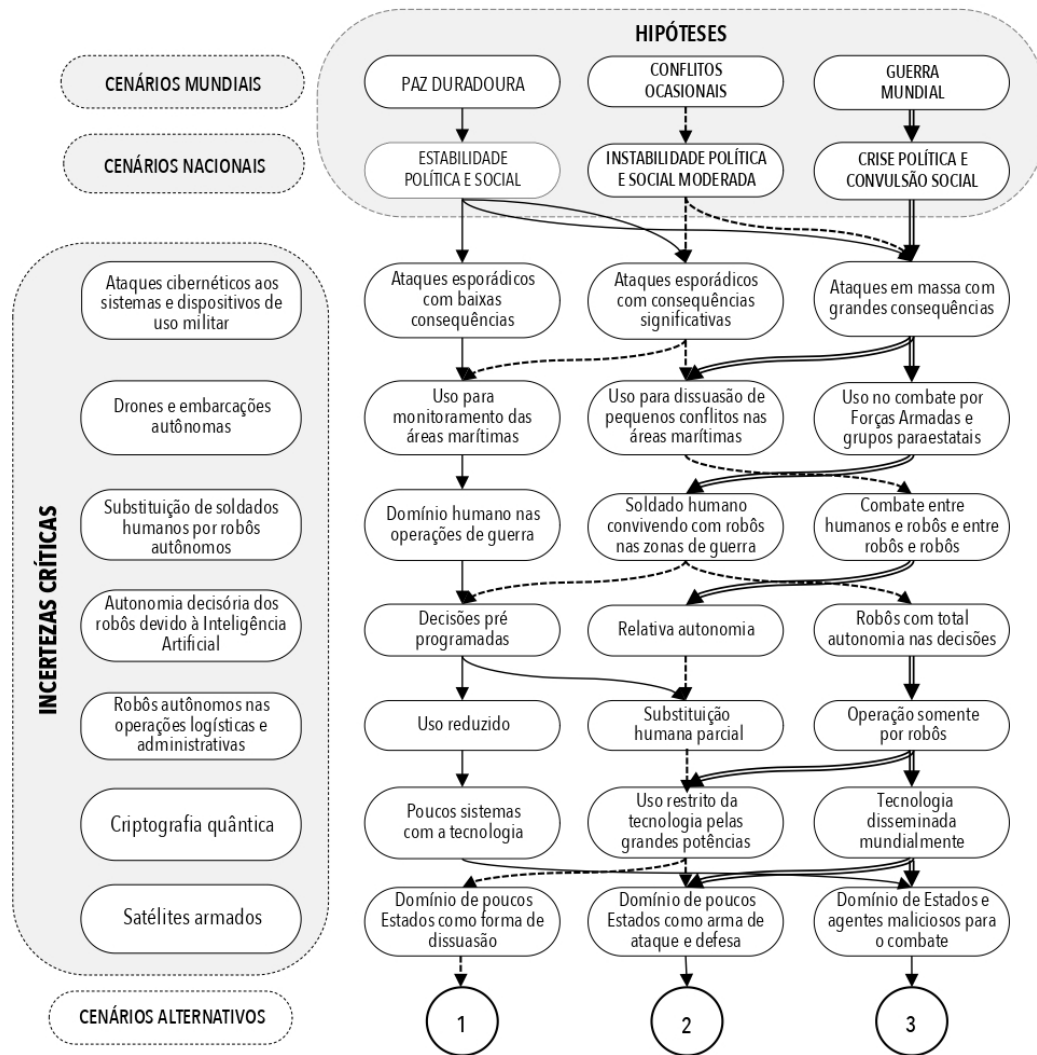 HIPÓTESES
CENÁRIOS MUNDIAIS
PAZ DURADOURA
CONFLITOS
OCASIONAIS
GUERRA
MUNDIAL
CENÁRIOS NACIONAIS
ESTABILIDADE
POLÍTICA E SOCIAL
INSTABILIDADE POLÍTICA
E SOCIAL MODERADA
CRISE POLÍTICA E
CONVULSÃO SOCIAL
INCERTEZAS CRÍTICAS
Ataques cibernéticos aos
sistemas e dispositivos de
uso militar
Ataques esporádicos
com baixas
consequências
Ataques esporádicos
com consequências
significativas
Ataques em massa com
grandes consequências
Drones e embarcações
autônomas
Uso para
monitoramento das
áreas marítimas
Uso para dissuasão de
pequenos conflitos nas
áreas marítimas
Uso no combate por
Forças Armadas e
grupos paraestatais
Substituição de soldados
humanos por robôs
autônomos
Domínio humano nas
operações de guerra
Soldado humano
convivendo com robôs
nas zonas de guerra
Combate entre
humanos e robôs e entre
robôs e robôs
Autonomia decisória dos
robôs devido à Inteligência
Artificial
Decisões pré
programadas
Relativa autonomia
Robôs com total
autonomia nas decisões
Robôs autônomos nas
operações logísticas e
administrativas
Uso reduzido
Substituição
humana parcial
Operação somente
por robôs
Criptografia quântica
Poucos sistemas
com a tecnologia
Uso restrito da
tecnologia pelas
grandes potências
Tecnologia
disseminada
mundialmente
Satélites armados
Domínio de poucos
Estados como forma de
dissuasão
Domínio de poucos
Estados como arma de
ataque e defesa
Domínio de Estados e
agentes maliciosos para
o combate
CENÁRIOS ALTERNATIVOS
1
2
3